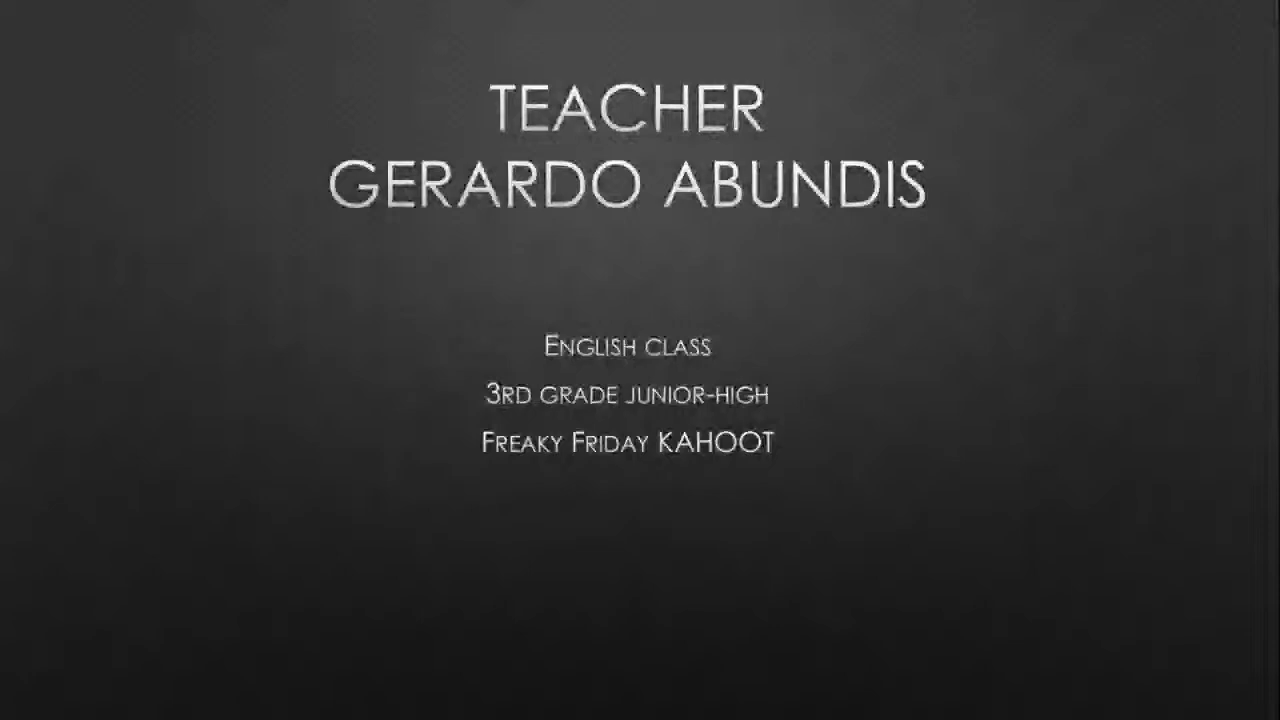 TEACHER
GERARDO ABUNDIS
ENGLISH CLASS
3RD GRADE JUNIOR-HIGH
FREAKY FRIDAY KAHOOT